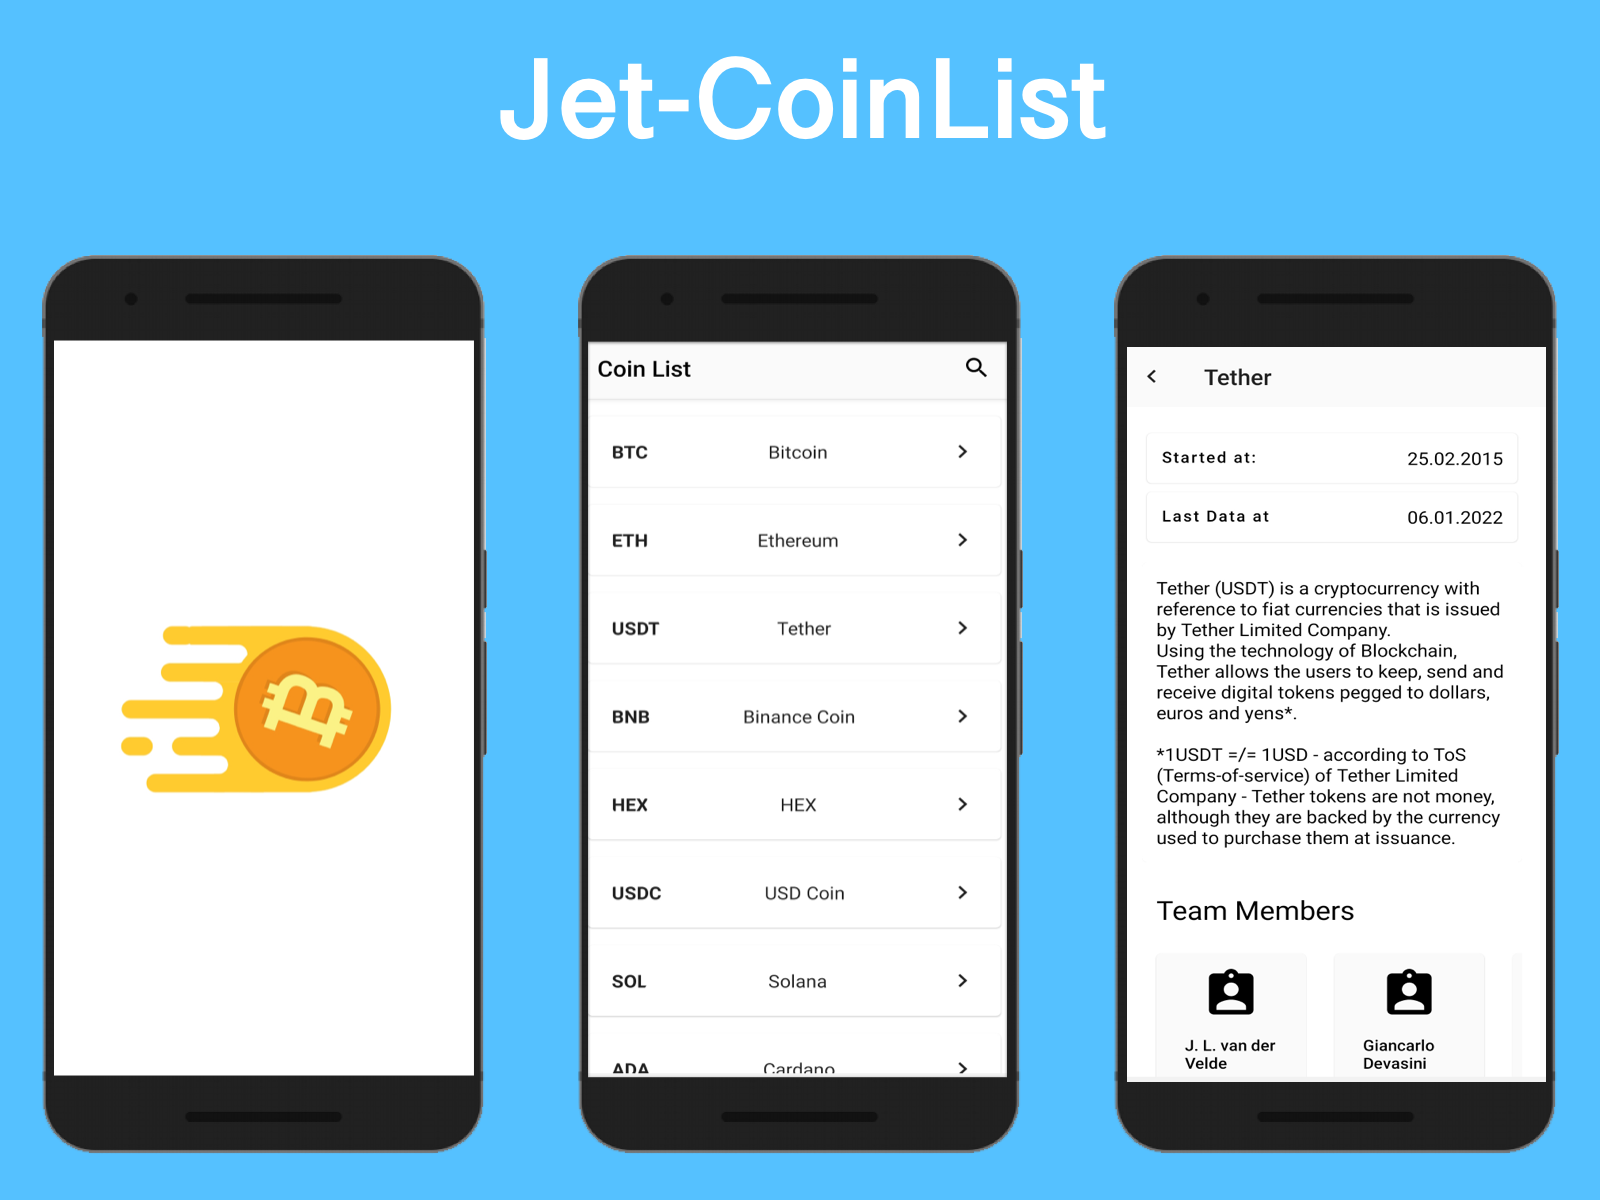 Jet-CoinList
Coin List
BTC Bitcoin
ETH Ethereum
USDT Tether
BNB Binance Coin
HEX HEX
USDC USD Coin
SOL Solana
ADA Cardano
Tether
Started at: 25.02.2015
Last Data at 06.01.2022
Tether (USDT) is a cryptocurrency with
reference to fiat currencies that is issued
by Tether Limited Company.
Using the technology of Blockchain,
Tether allows the users to keep, send and
receive digital tokens pegged to dollars,
euros and yens*.
*1USDT =/= 1USD - according to ToS
(Terms-of-service) of Tether Limited
Company - Tether tokens are not money,
although they are backed by the currency
used to purchase them at issuance.
Team Members
J. L. van der
Velde
Giancarlo
Devasini